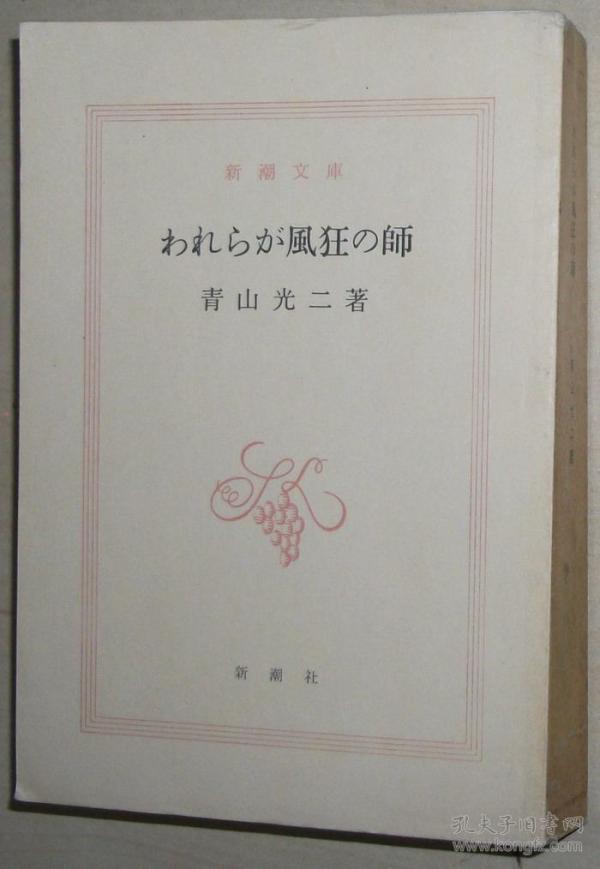 新潮文庫
われらが風狂の師
青山光二著
新潮社
孔夫子旧书网
www.kongfz.com